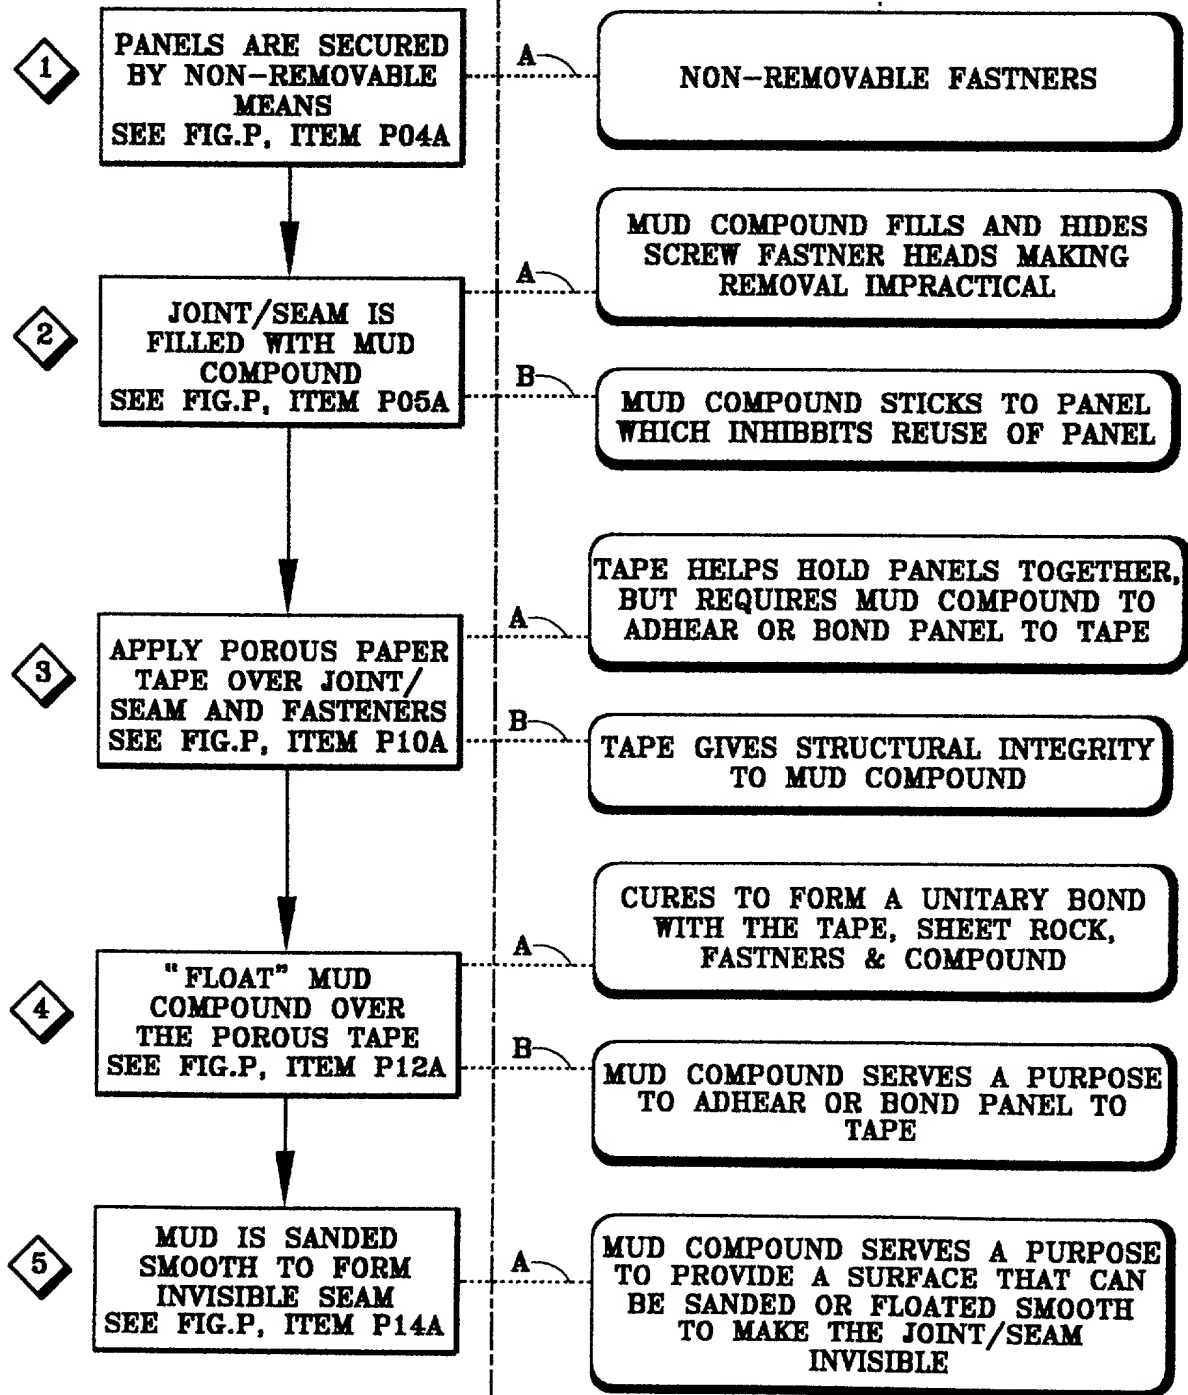 1
PANELS ARE SECURED
BY NON-REMOVABLE
MEANS
SEE FIG.P, ITEM P04A
A
NON-REMOVABLE FASTNERS
2
JOINT/SEAM IS
FILLED WITH MUD
COMPOUND
SEE FIG.P, ITEM P05A
A
MUD COMPOUND FILLS AND HIDES
SCREW FASTNER HEADS MAKING
REMOVAL IMPRACTICAL
B
MUD COMPOUND STICKS TO PANEL
WHICH INHIBBITS REUSE OF PANEL
3
APPLY POROUS PAPER
TAPE OVER JOINT/
SEAM AND FASTENERS
SEE FIG.P, ITEM P10A
A
TAPE HELPS HOLD PANELS TOGETHER,
BUT REQUIRES MUD COMPOUND TO
ADHEAR OR BOND PANEL TO TAPE
B
TAPE GIVES STRUCTURAL INTEGRITY
TO MUD COMPOUND
4
"FLOAT" MUD
COMPOUND OVER
THE POROUS TAPE
SEE FIG.P, ITEM P12A
A
CURES TO FORM A UNITARY BOND
WITH THE TAPE, SHEET ROCK,
FASTNERS & COMPOUND
B
MUD COMPOUND SERVES A PURPOSE
TO ADHEAR OR BOND PANEL TO
TAPE
5
MUD IS SANDED
SMOOTH TO FORM
INVISIBLE SEAM
SEE FIG.P, ITEM P14A
A
MUD COMPOUND SERVES A PURPOSE
TO PROVIDE A SURFACE THAT CAN
BE SANDED OR FLOATED SMOOTH
TO MAKE THE JOINT/SEAM
INVISIBLE